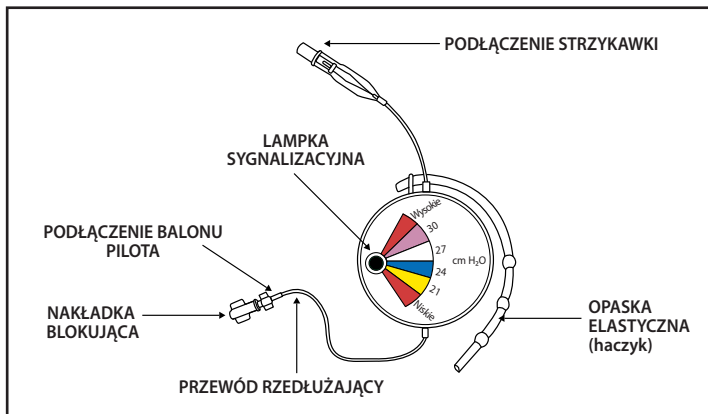 PODŁĄCZENIE STRZYKAWKI
LAMPKA
SYGNALIZACYJNA
Wysokie
30
27
cm H₂O
24
21
Niskie
PODŁĄCZENIE BALONU
PILOTA
NAKŁADKA
BLOKUJĄCA
OPASKA
ELASTYCZNA
(haczyk)
PRZEWÓD RZEDŁUŻAJĄCY